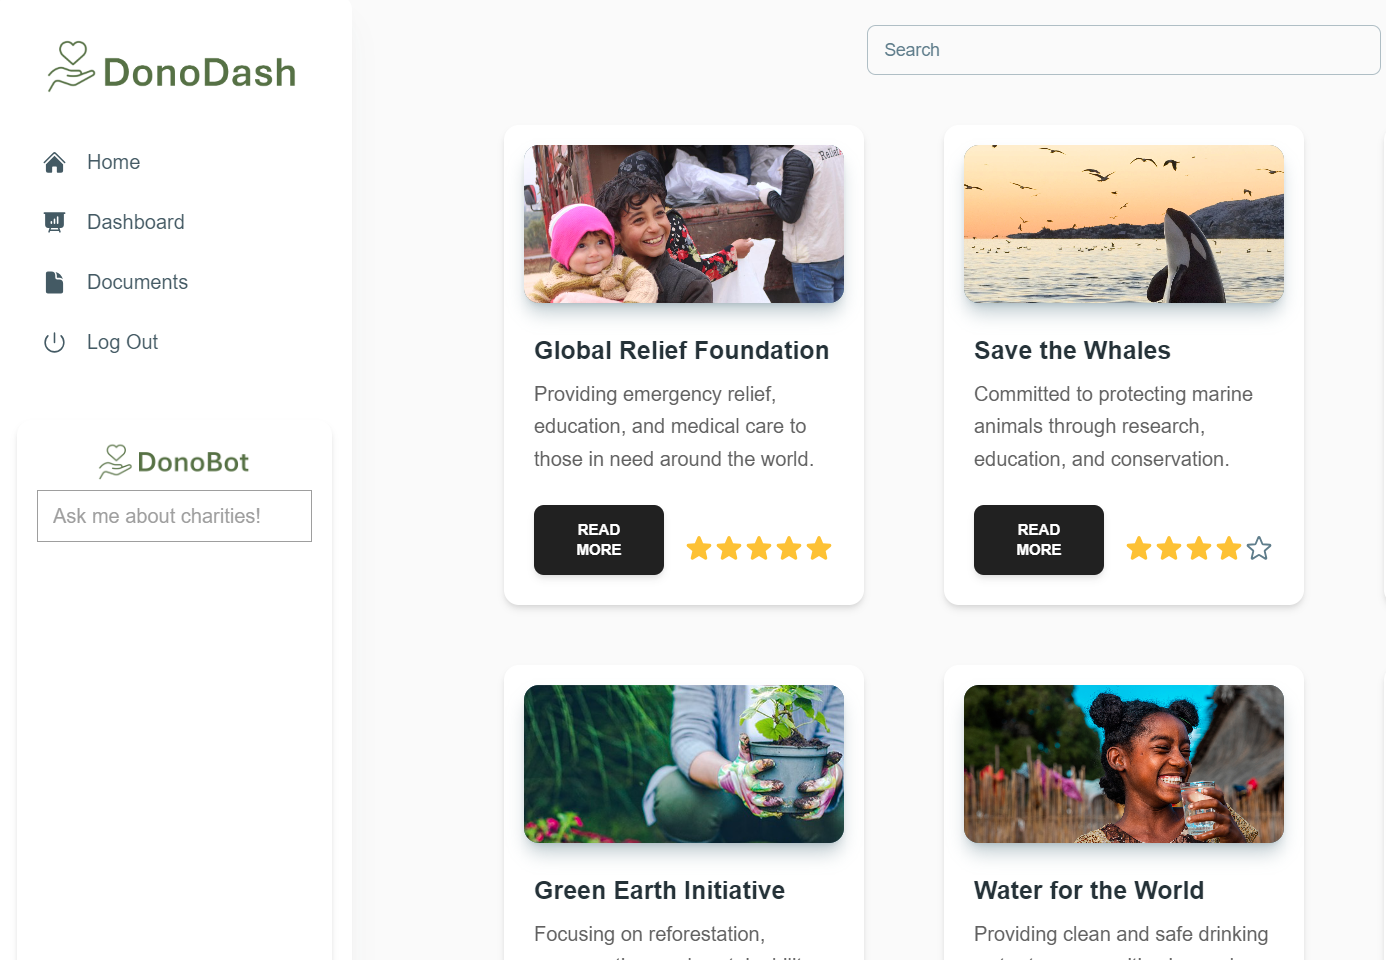 DonoDash
Home
Dashboard
Documents
Log Out
DonoBot
Ask me about charities!
Search
Relief
Global Relief Foundation
Providing emergency relief,
education, and medical care to
those in need around the world.
READ
MORE
Save the Whales
Committed to protecting marine
animals through research,
education, and conservation.
READ
MORE
Green Earth Initiative
Focusing on reforestation,
Water for the World
Providing clean and safe drinking